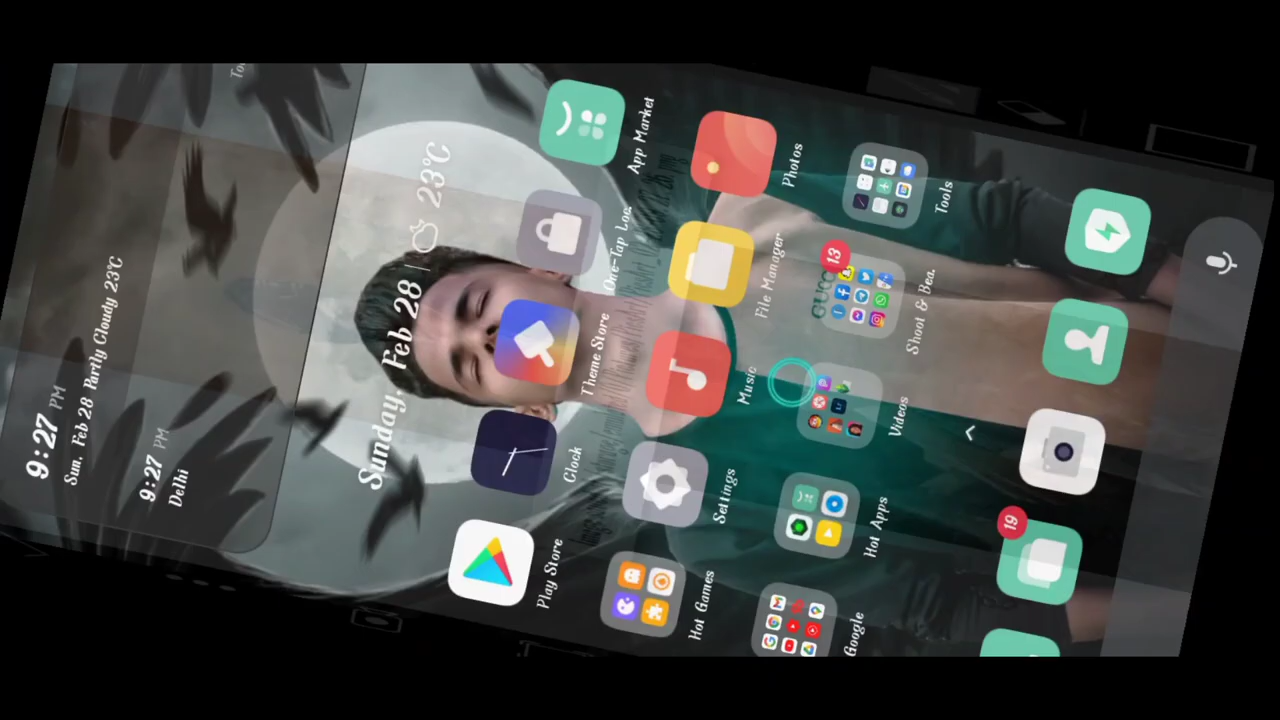 9:27 PM
Sun, Feb 28 Partly Cloudy 23°C
9:27 PM
Delhi
Sunday, Feb 28 | 23°C
Play Store
Clock
Theme Store
One-Tap Loc.
App Market
Hot Games
Settings
Music
File Manager
Photos
Google
Hot Apps
Videos
Shoot & Bea.
13
Tools
19